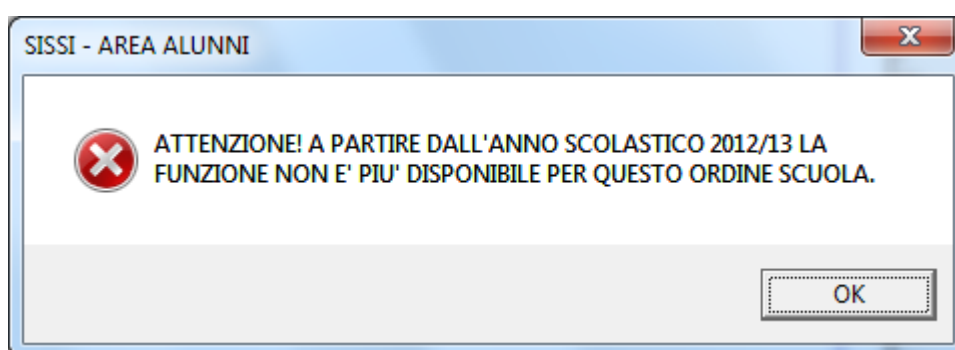 SISSI - AREA ALUNNI
ATTENZIONE! A PARTIRE DALL'ANNO SCOLASTICO 2012/13 LA
FUNZIONE NON E' PIU' DISPONIBILE PER QUESTO ORDINE SCUOLA.
OK